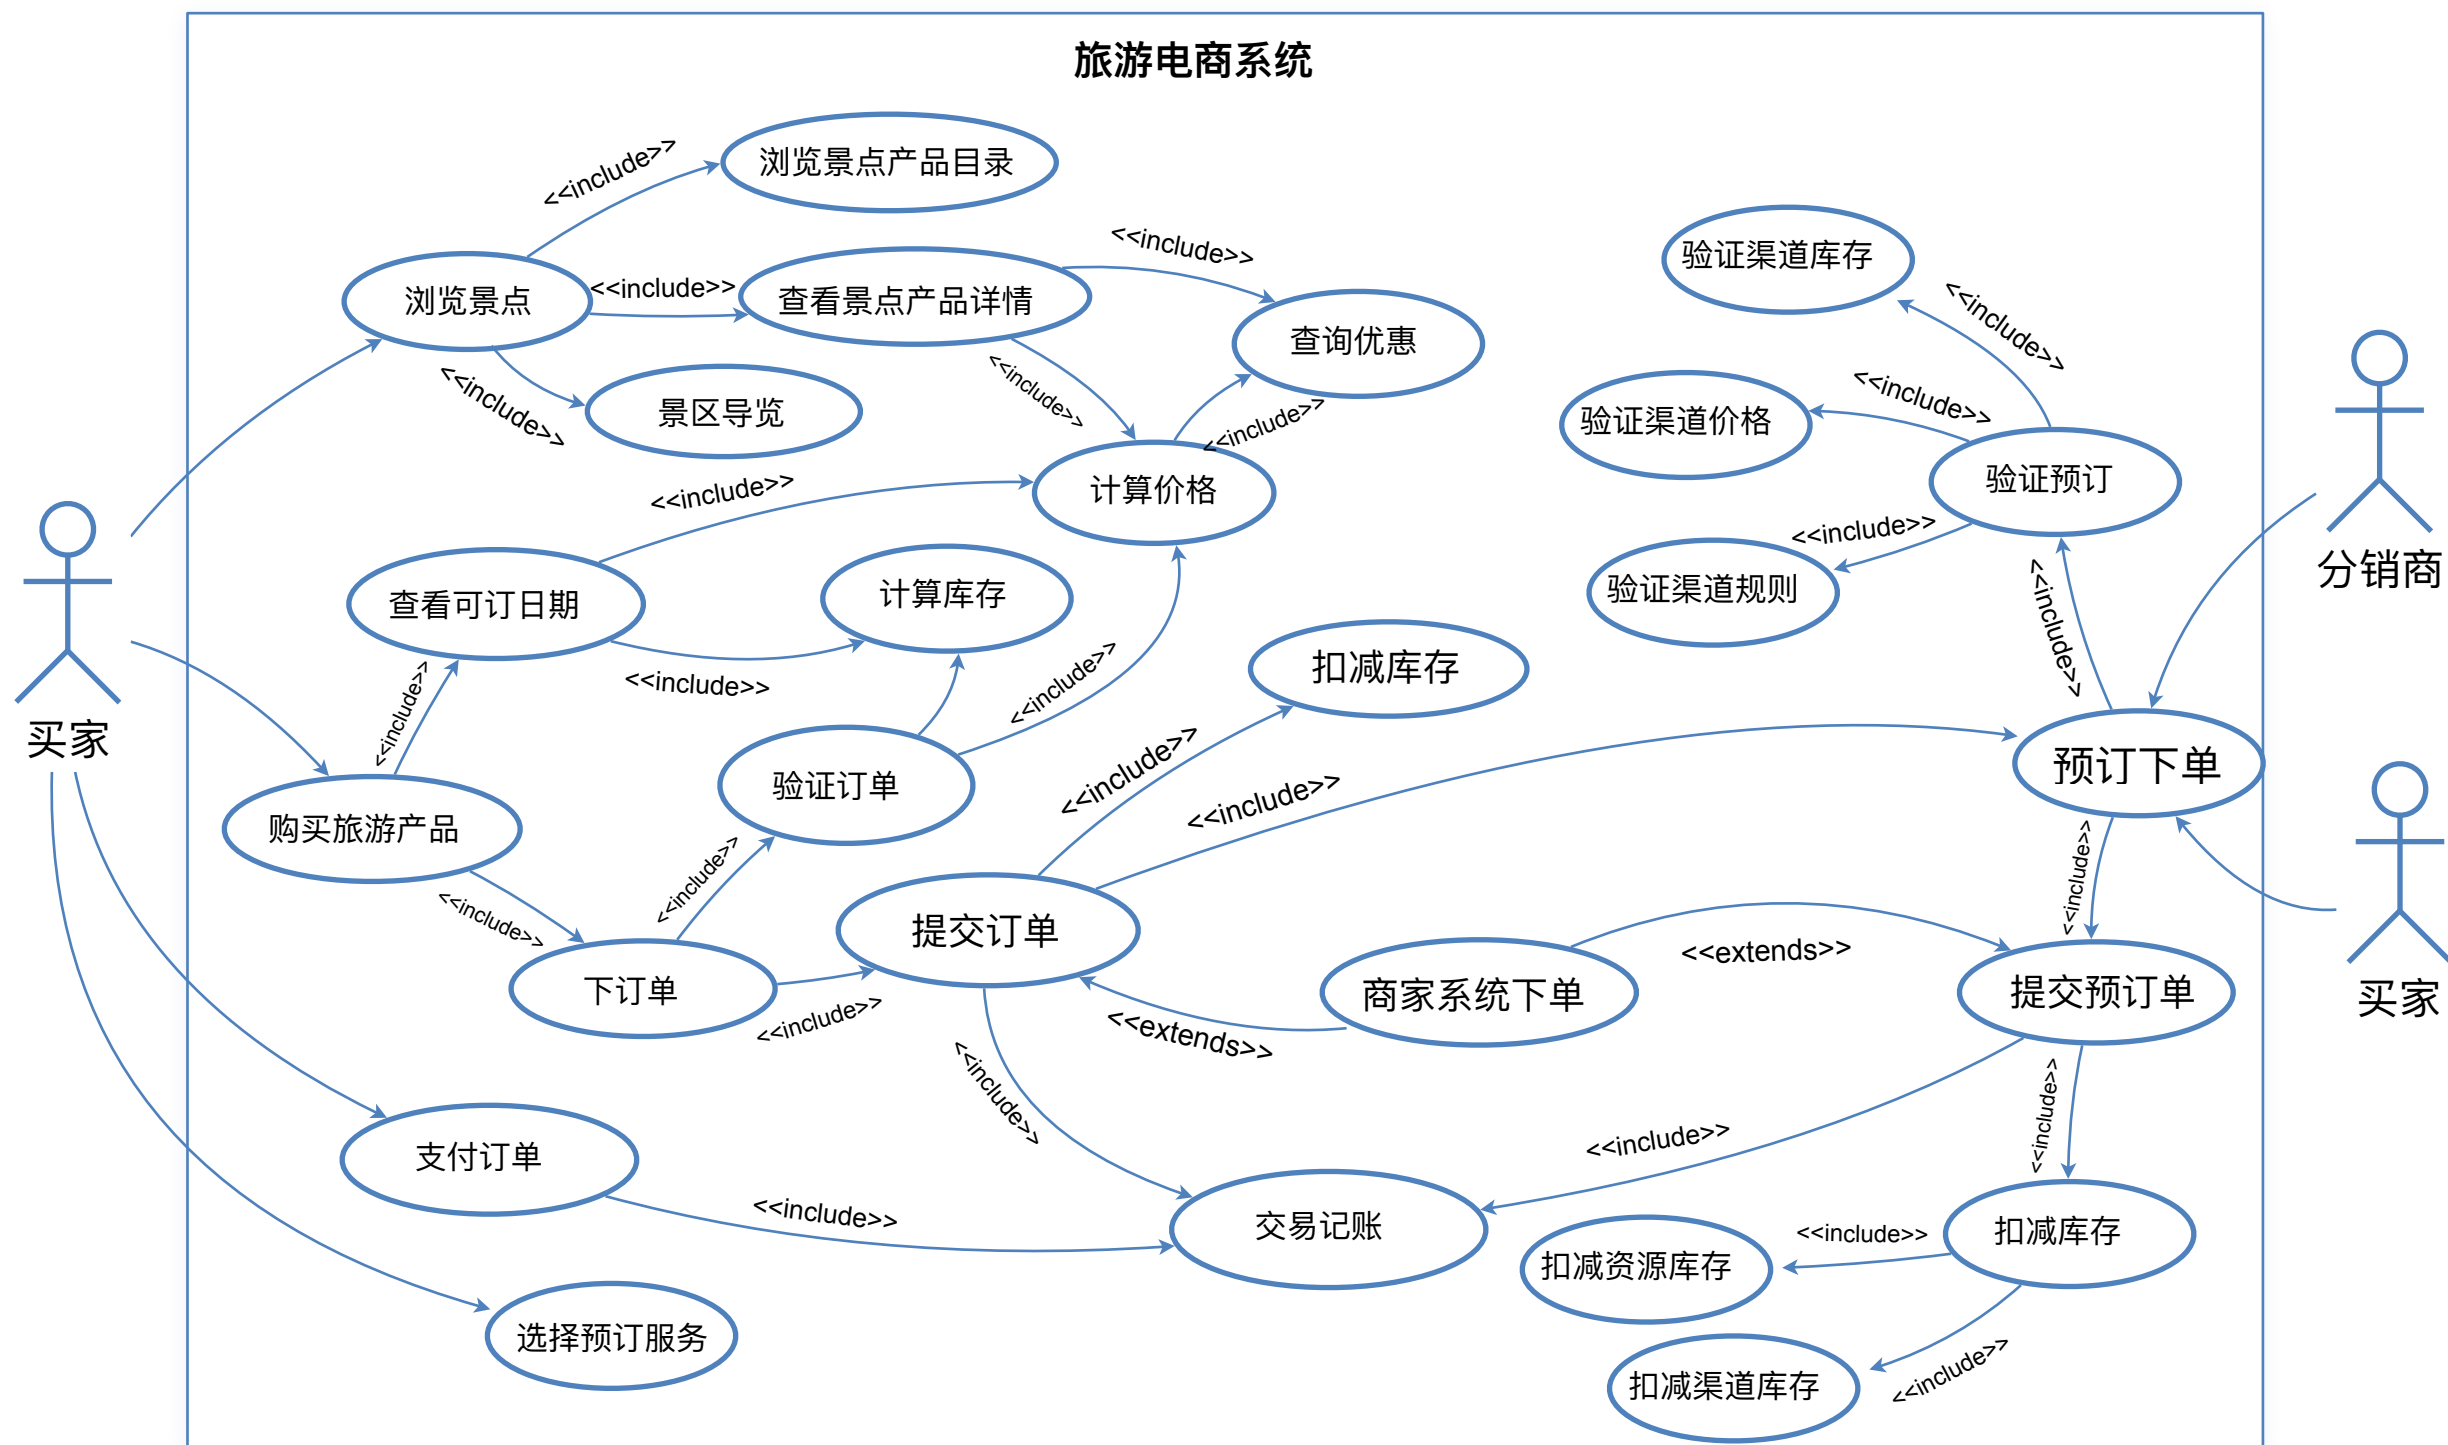 旅游电商系统
<<include>>
浏览景点产品目录
<<include>>
验证渠道库存
浏览景点
<<include>>
查看景点产品详情
<<include>>
查询优惠
<<include>>
<<include>>
<<include>>
景区导览
<<include>>
验证渠道价格
<<include>>
计算价格
验证预订
<<include>>
<<include>>
分销商
查看可订日期
计算库存
验证渠道规则
<<include>>
<<include>>
<<include>>
<<include>>
扣减库存
买家
验证订单
<<include>>
<<include>>
预订下单
购买旅游产品
<<include>>
<<include>>
<<include>>
提交订单
<<extends>>
下订单
<<include>>
商家系统下单
提交预订单
买家
<<extends>>
<<include>>
<<include>>
<<include>>
支付订单
<<include>>
交易记账
<<include>>
扣减库存
扣减资源库存
选择预订服务
<<include>>
扣减渠道库存